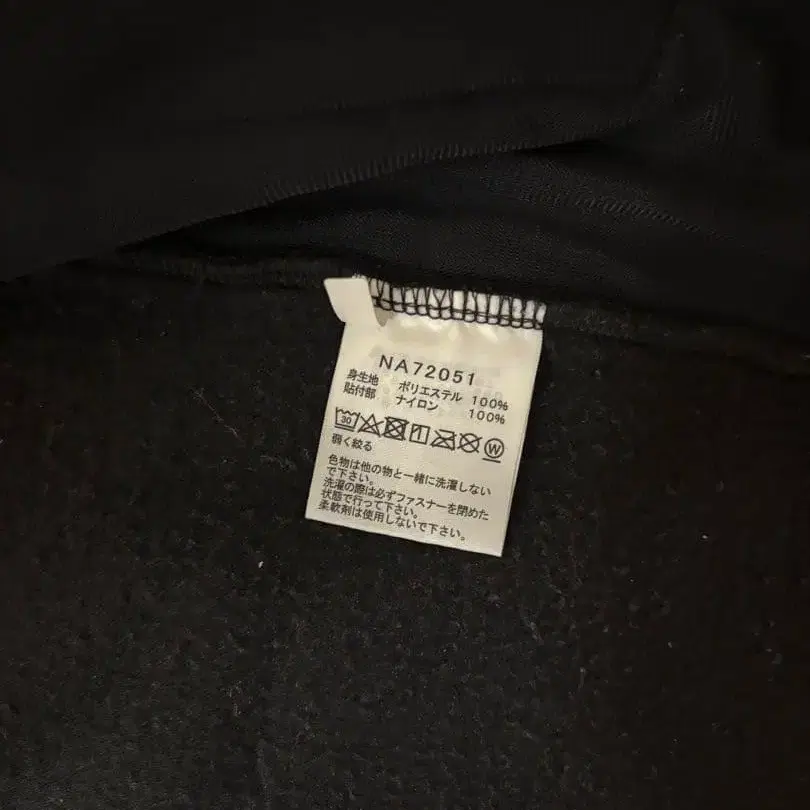 NA72051
身生地 ポリエステル 100%
貼付部 ナイロン 100%
30 W
弱く絞る
色物は他の物と一緒に洗濯しない
で下さい。
洗濯の際は必ずファスナーを閉めた
状態で行って下さい。
柔軟剤は使用しないで下さい。